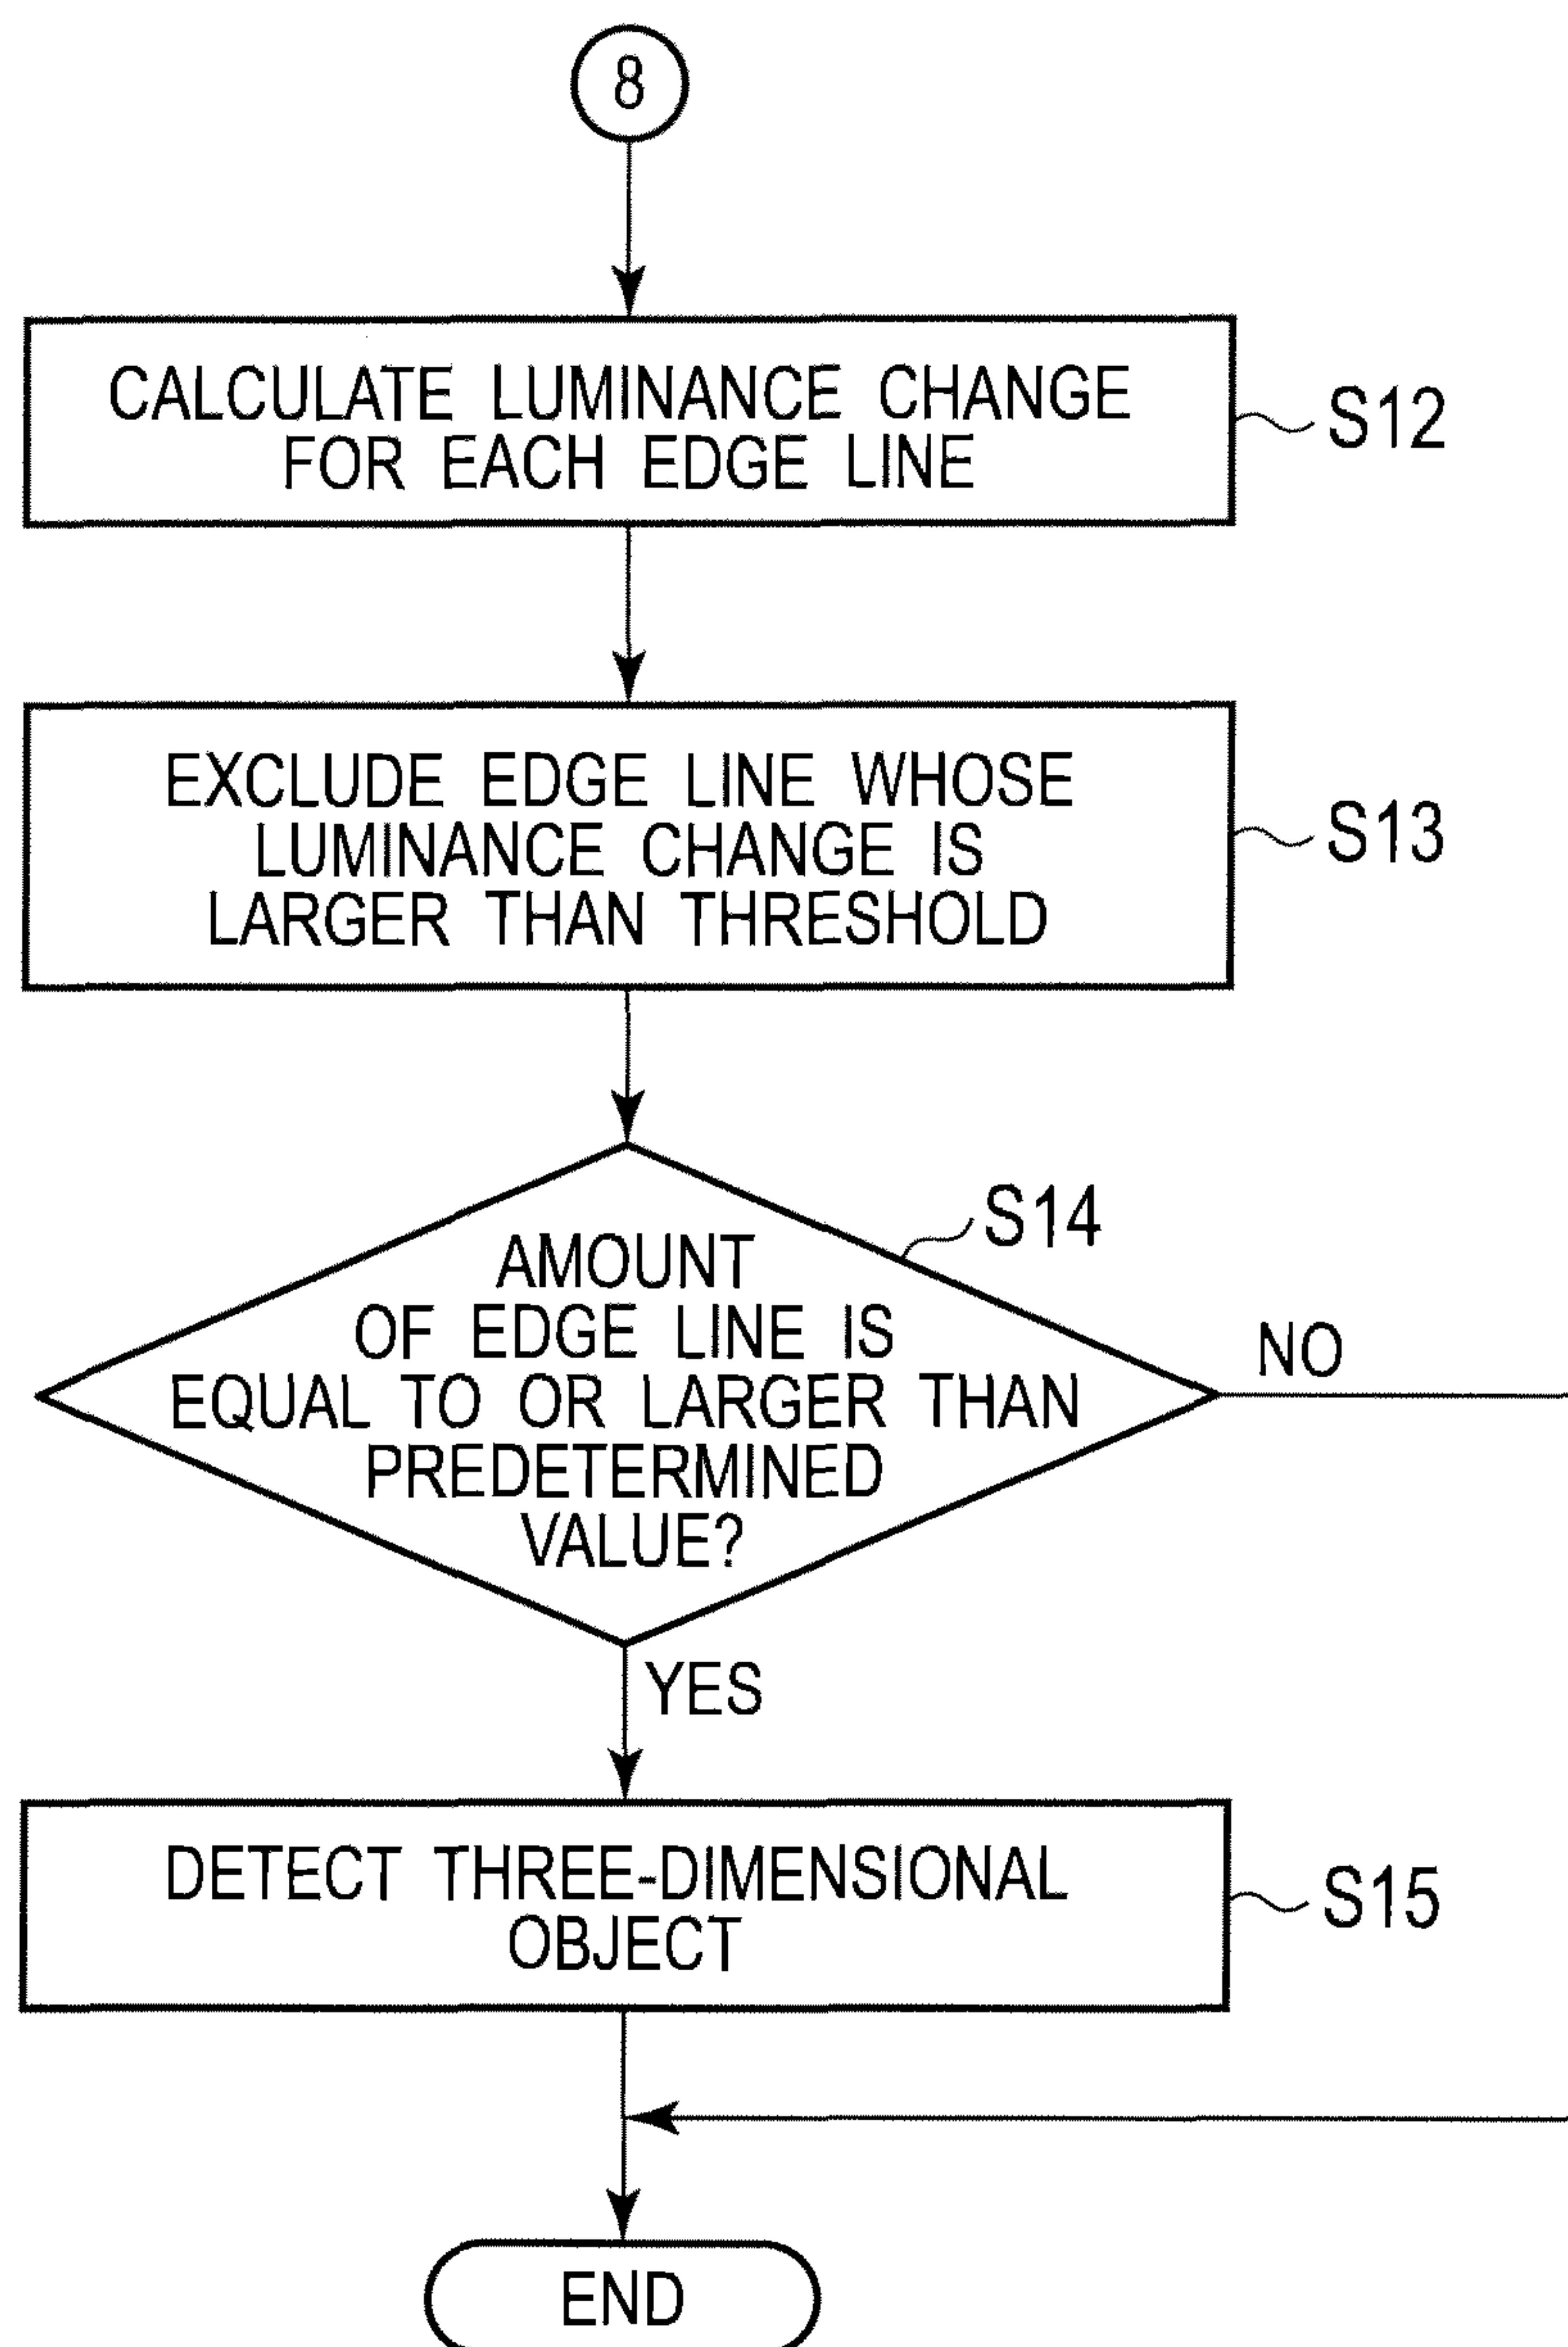 8
CALCULATE LUMINANCE CHANGE
FOR EACH EDGE LINE
S12
EXCLUDE EDGE LINE WHOSE
LUMINANCE CHANGE IS
LARGER THAN THRESHOLD
S13
S14
AMOUNT
OF EDGE LINE IS
EQUAL TO OR LARGER THAN
PREDETERMINED
VALUE?
NO
YES
DETECT THREE-DIMENSIONAL
OBJECT
S15
END